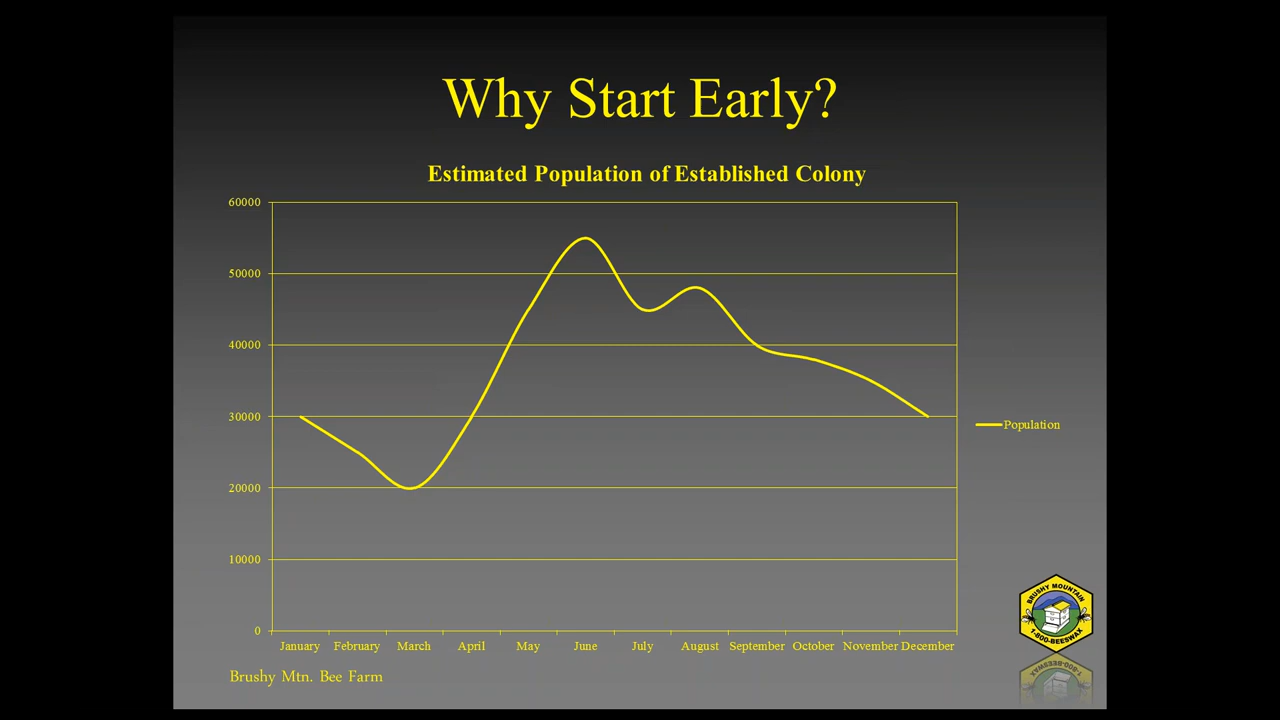 Why Start Early?
Estimated Population of Established Colony
60000
50000
40000
30000
20000
10000
0
January February March April May June July August September October November December
Population
BRUSHY MOUNTAIN
1-800-BEESWAX
Brushy Mtn. Bee Farm